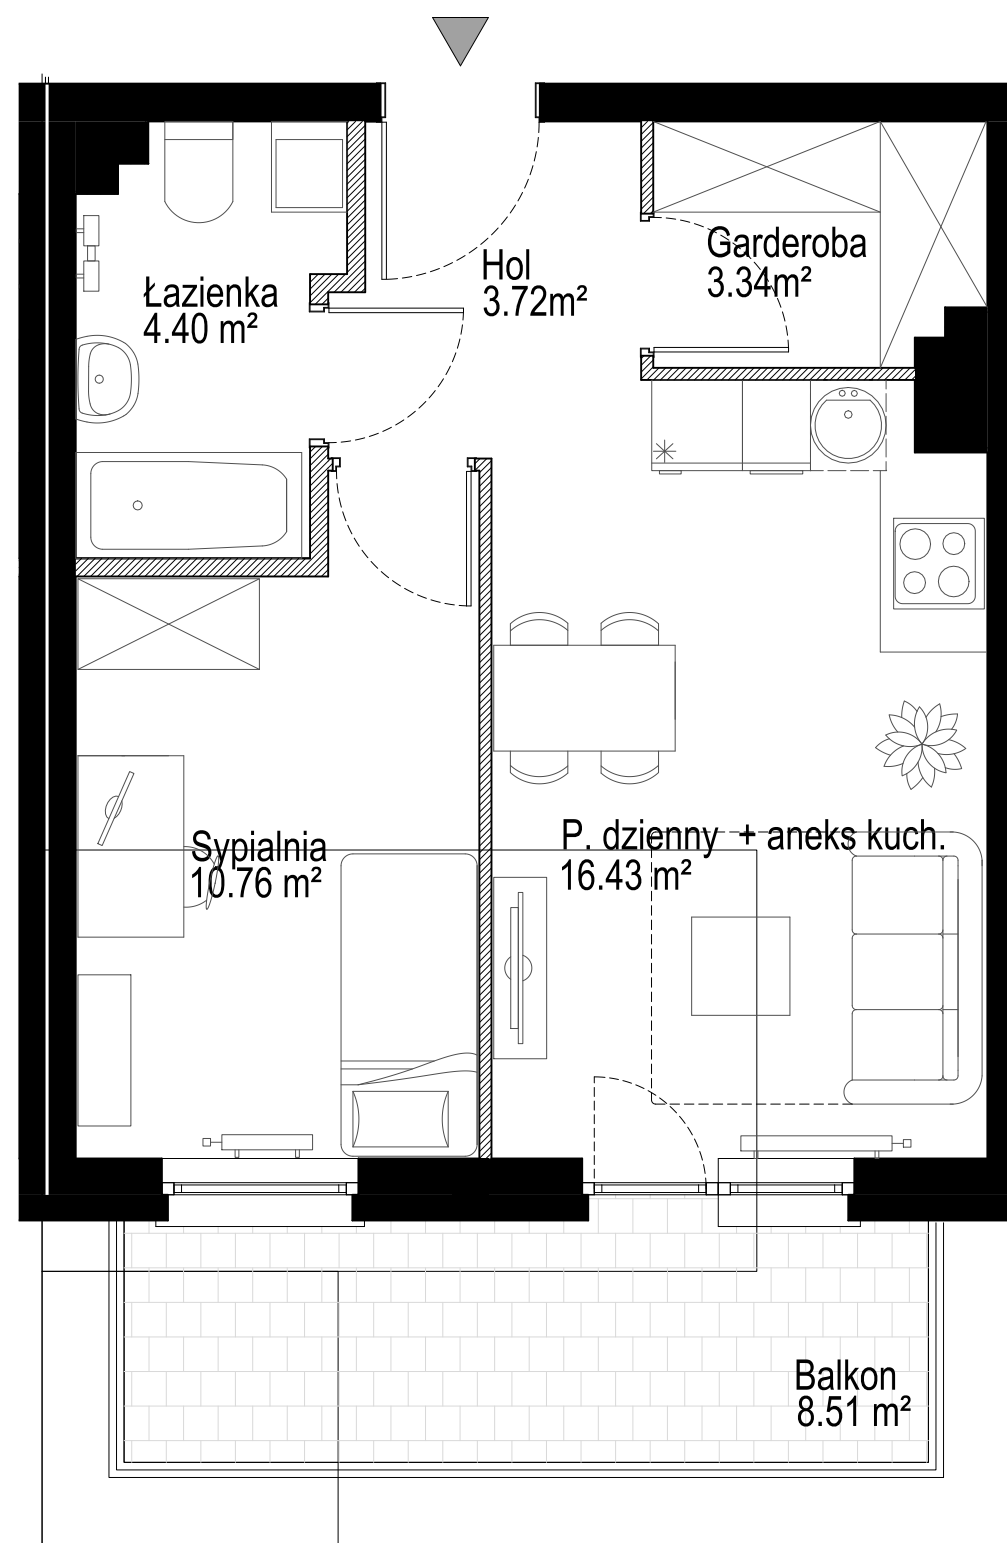 Garderoba
3.34m²
Hol
3.72m²
Łazienka
4.40 m²
P. dzienny + aneks kuch.
16.43 m²
Sypialnia
10.76 m²
Balkon
8.51 m²